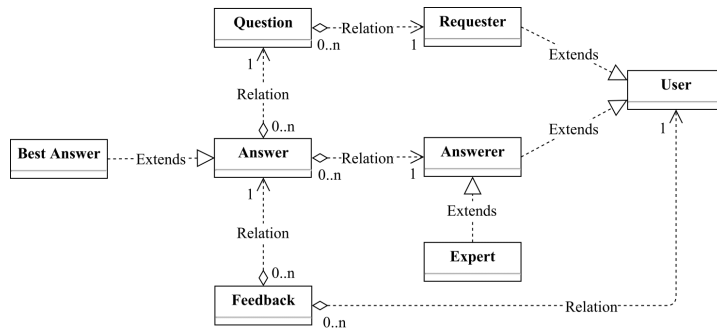 Question
Relation
0..n
1
Requester
Extends
User
1
1
Relation
0..n
Best Answer
Extends
Answer
Relation
0..n
1
Answerer
Extends
1
Extends
Relation
Expert
0..n
Feedback
Relation
0..n